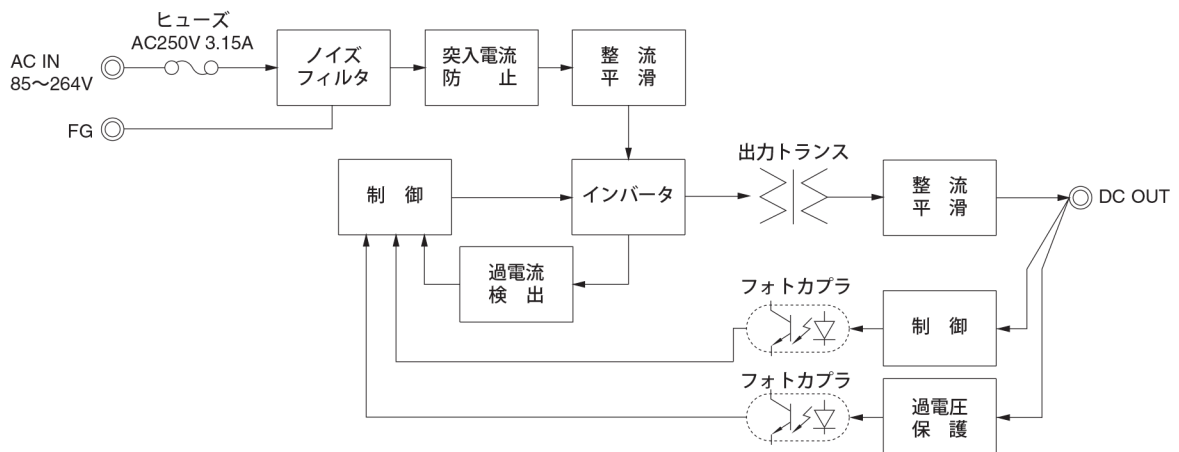 ヒューズ
AC250V 3.15A
AC IN
85〜264V
FG
ノイズ
フィルタ
突入電流
防 止
整 流
平 滑
制 御
インバータ
出力トランス
整 流
平 滑
DC OUT
過電流
検 出
フォトカプラ
制 御
フォトカプラ
過電圧
保 護